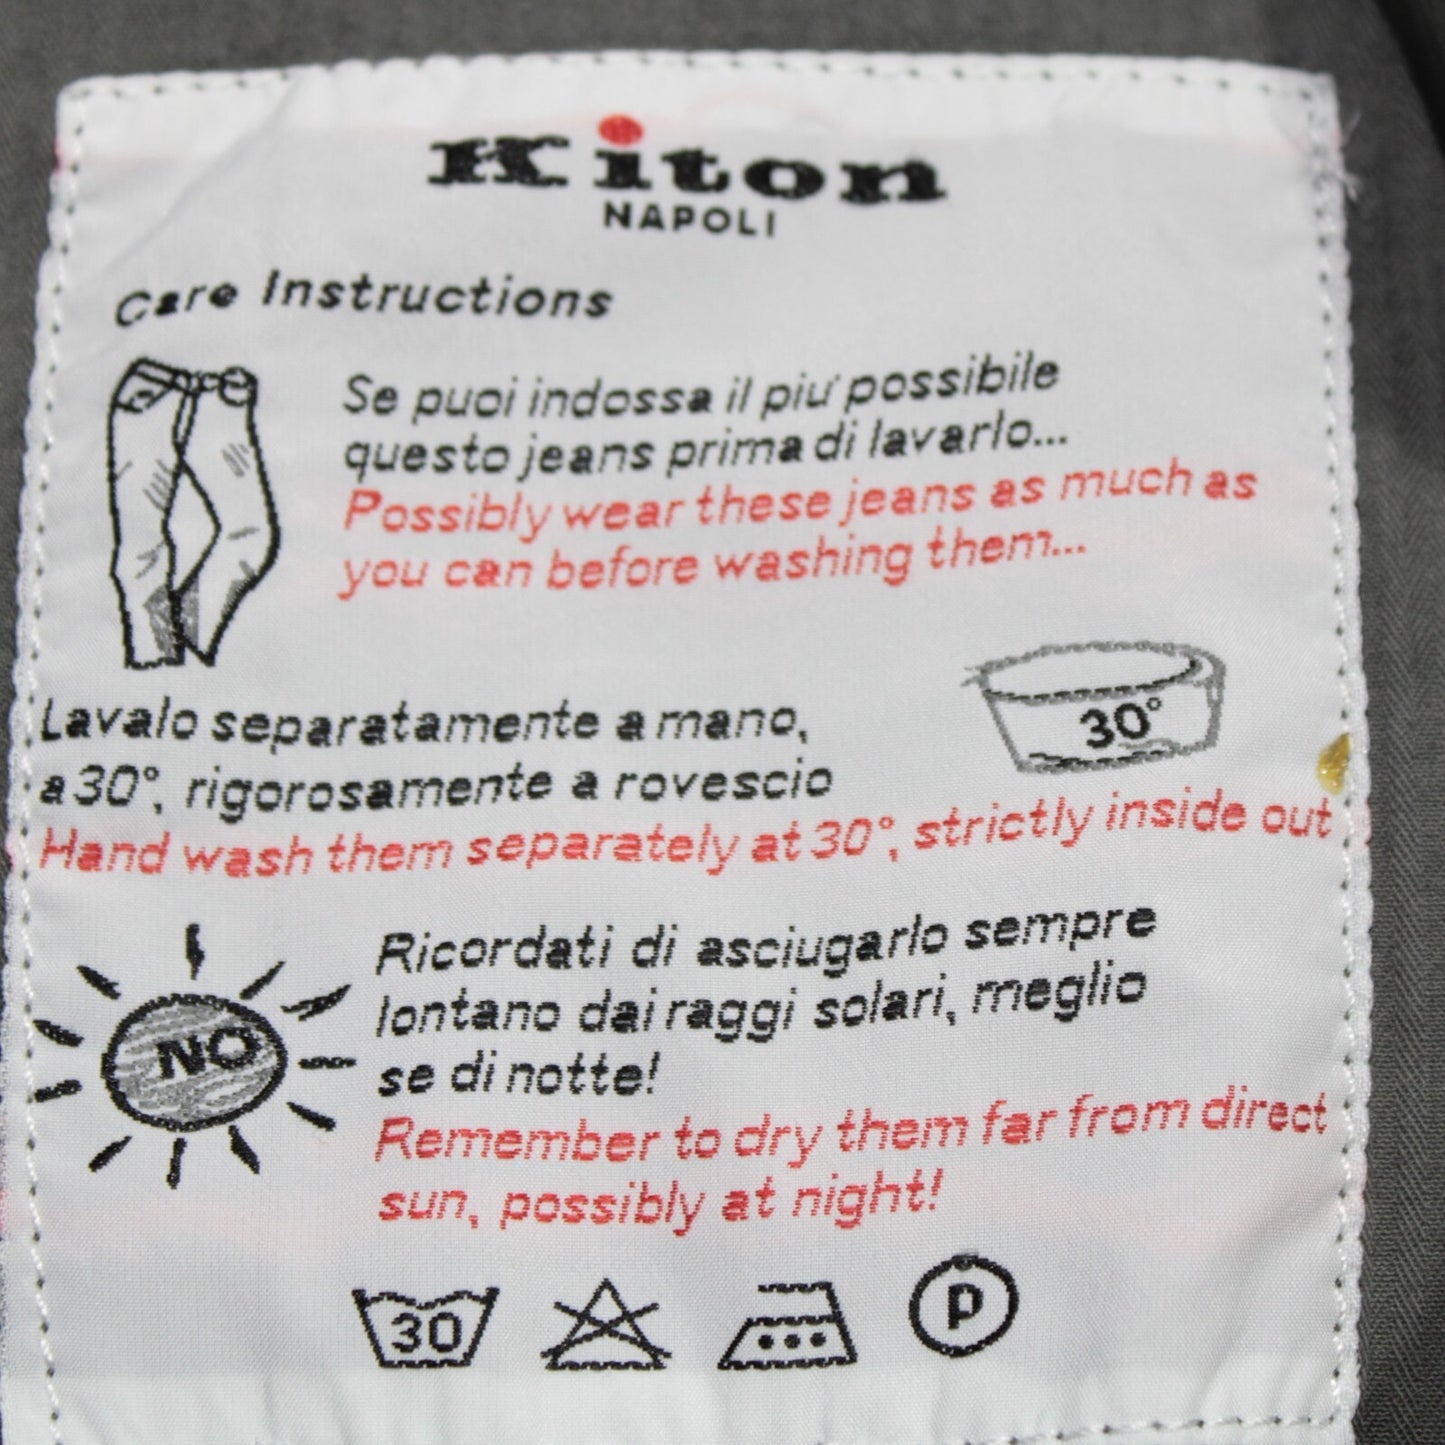 Kiton
NAPOLI
Care Instructions
Se puoi indossa il piu' possibile
questo jeans prima di lavarlo...
Possibly wear these jeans as much as
you can before washing them...
30°
Lavalo separatamente a mano,
a 30°, rigorosamente a rovescio
Hand wash them separately at 30°, strictly inside out
NO
Ricordati di asciugarlo sempre
lontano dai raggi solari, meglio
se di notte!
Remember to dry them far from direct
sun, possibly at night!
30 P